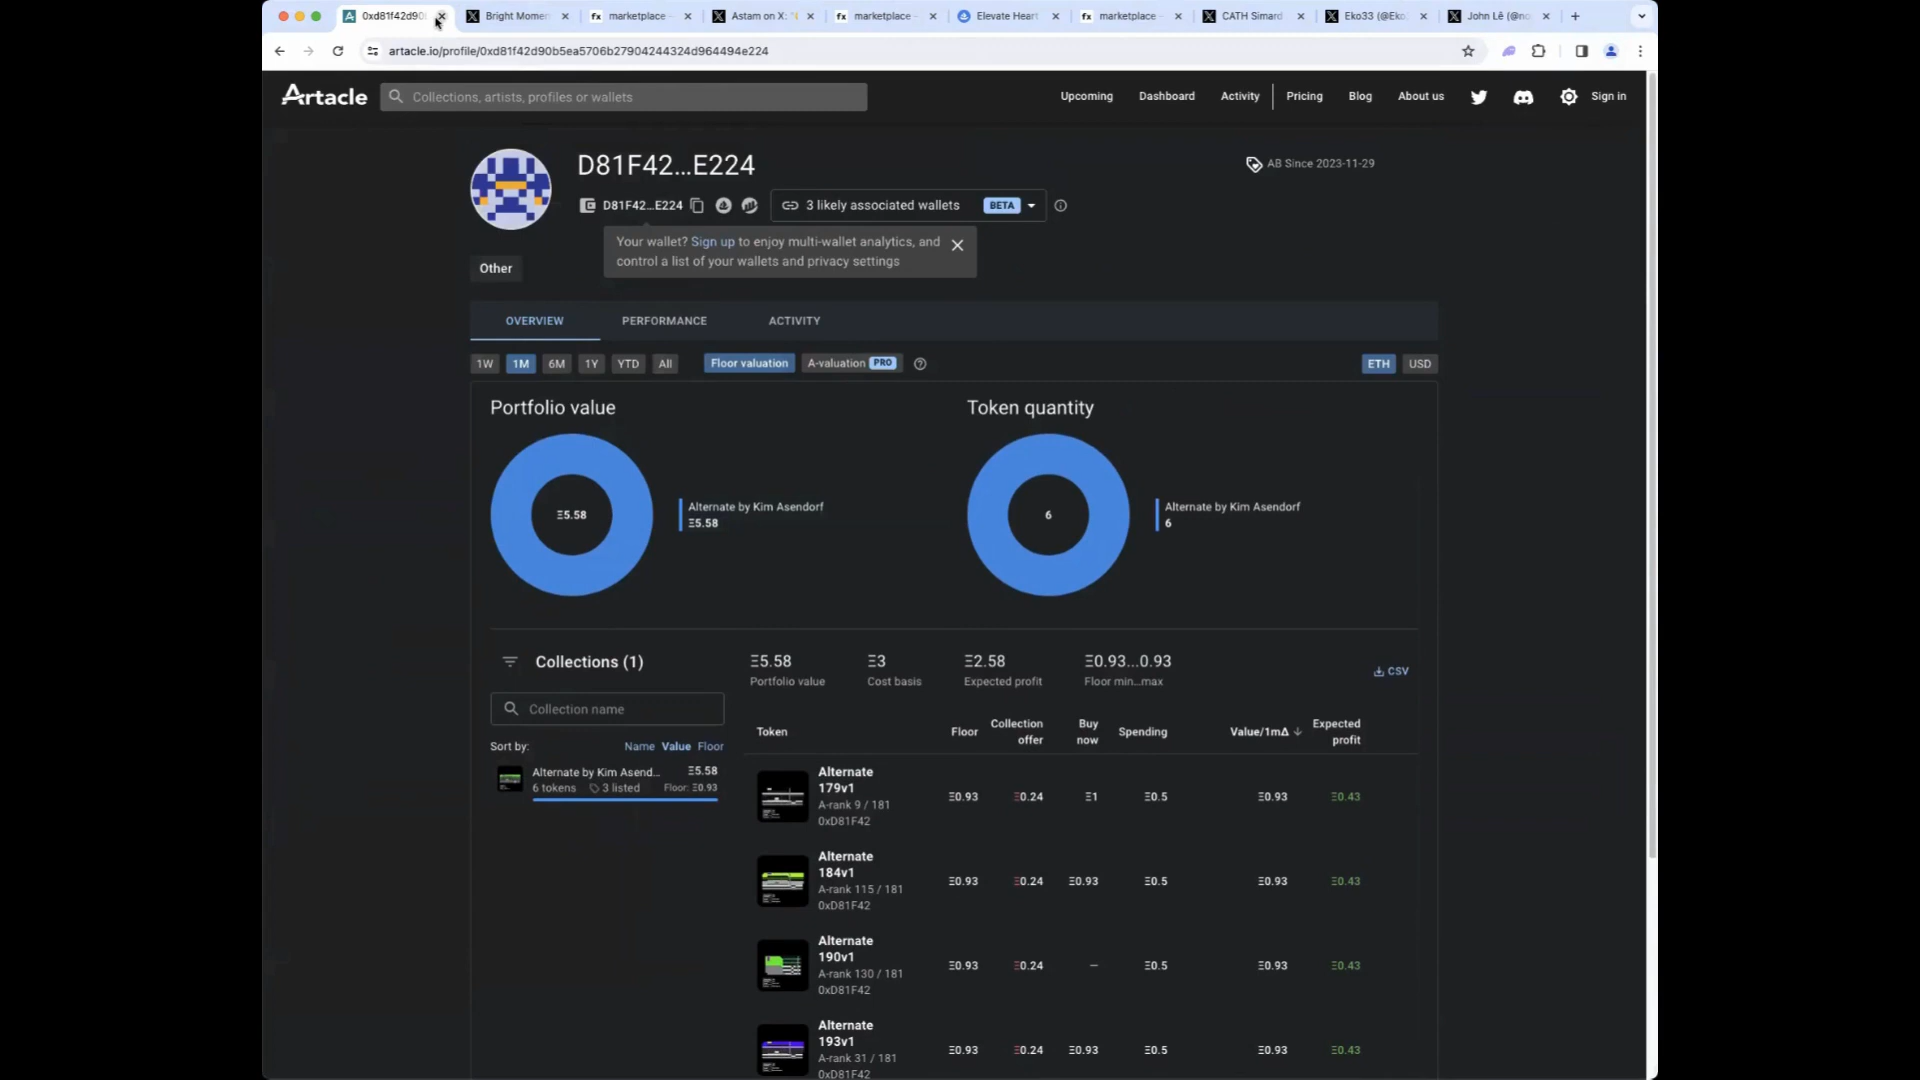 0xd81f42d90
Bright Momen
marketplace
Astam on X: "
marketplace
Elevate Heart
marketplace
CATH Simard
Eko33 (@Eko
John Lê (@no
artacle.io/profile/0xd81f42d90b5ea5706b27904244324d964494e224
Artacle
Collections, artists, profiles or wallets
Upcoming
Dashboard
Activity
Pricing
Blog
About us
Sign in
D81F42...E224
AB Since 2023-11-29
D81F42...E224
3 likely associated wallets
BETA
Your wallet? Sign up to enjoy multi-wallet analytics, and
control a list of your wallets and privacy settings
Other
OVERVIEW
PERFORMANCE
ACTIVITY
1W
1M
6M
1Y
YTD
All
Floor valuation
A-valuation PRO
ETH
USD
Portfolio value
Token quantity
Ξ5.58
Alternate by Kim Asendorf
Ξ5.58
6
Alternate by Kim Asendorf
6
Collections (1)
Ξ5.58
Portfolio value
Ξ3
Cost basis
Ξ2.58
Expected profit
Ξ0.93...0.93
Floor min...max
CSV
Collection name
Sort by:
Name Value Floor
Alternate by Kim Asend... Ξ5.58
6 tokens 3 listed Floor: Ξ0.93
Token
Floor
Collection
offer
Buy
now
Spending
Value/1mΔ
Expected
profit
Alternate
179v1
A-rank 9 / 181
0xD81F42
Ξ0.93 Ξ0.24 Ξ1 Ξ0.5 Ξ0.93 Ξ0.43
Alternate
184v1
A-rank 115 / 181
0xD81F42
Ξ0.93 Ξ0.24 Ξ0.93 Ξ0.5 Ξ0.93 Ξ0.43
Alternate
190v1
A-rank 130 / 181
0xD81F42
Ξ0.93 Ξ0.24 – Ξ0.5 Ξ0.93 Ξ0.43
Alternate
193v1
A-rank 31 / 181
0xD81F42
Ξ0.93 Ξ0.24 Ξ0.93 Ξ0.5 Ξ0.93 Ξ0.43